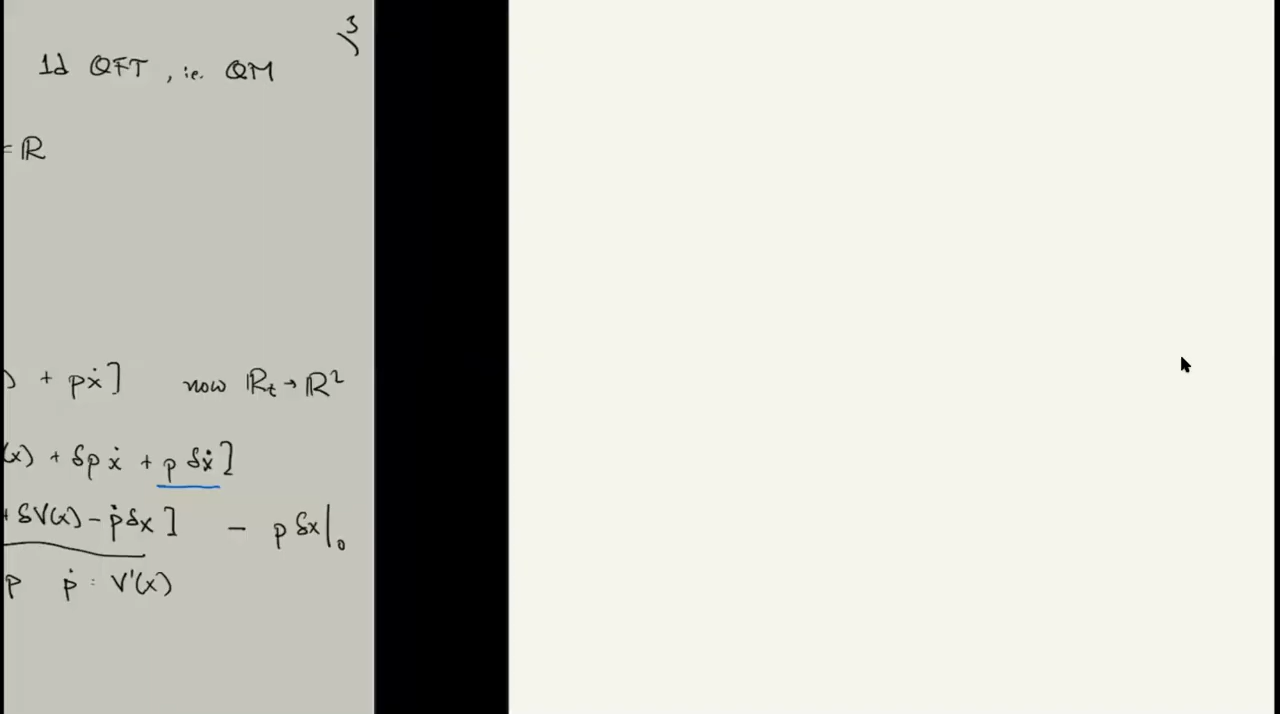 3
1d QFT, i.e. QM
= ℝ
) + pẋ ] now ℝ_t → ℝ²
(x) + δp ẋ + p δẋ ]
+ δV(x) - ṗ δx ] - p δx|₀
p ṗ = V'(x)